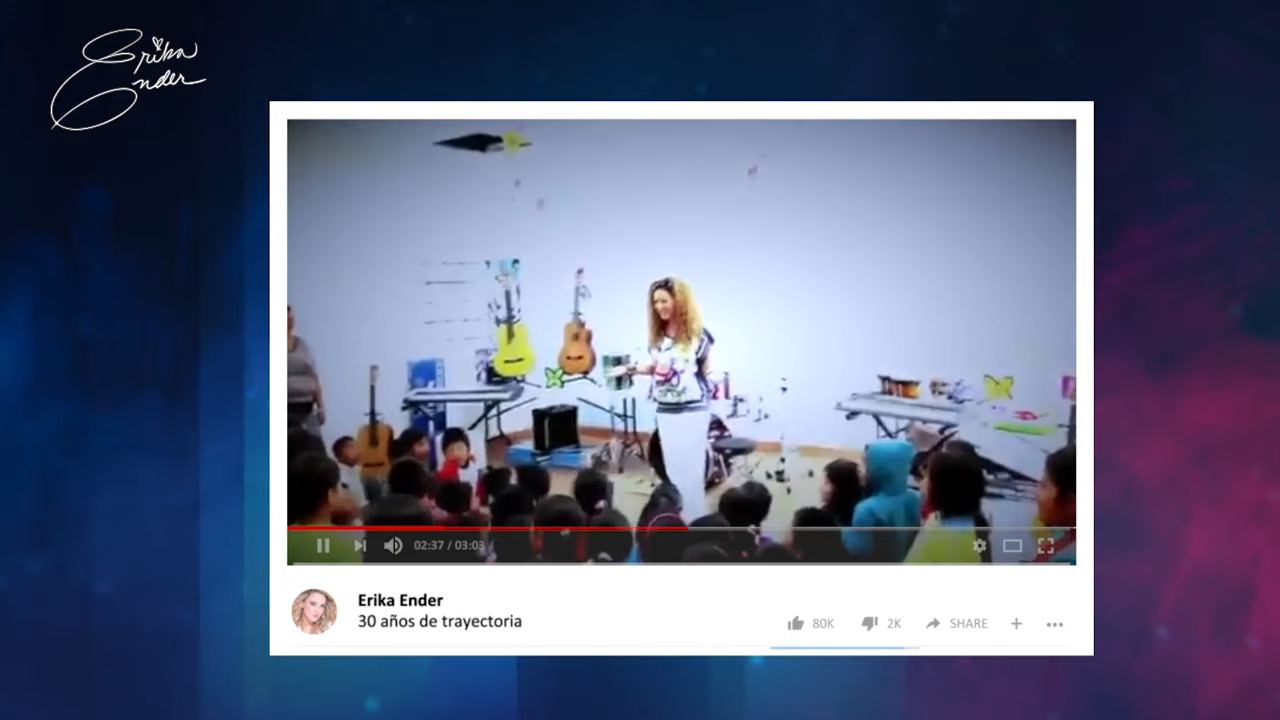 Erika
Ender
02:37 / 03:03
Erika Ender
30 años de trayectoria
80K
2K
SHARE